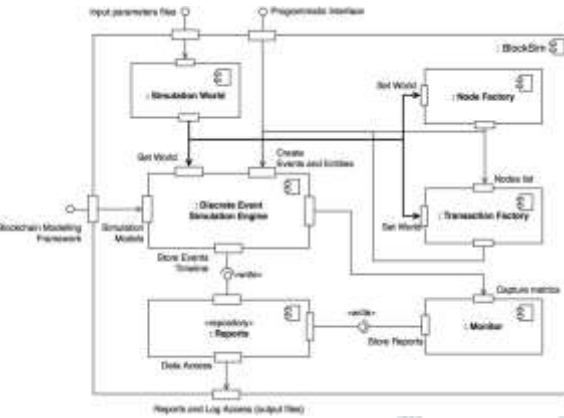 Input parameters files
Programmatic Interface
: BlockSim
: Simulation World
Set World
: Node Factory
Set World
Create
Events and Entities
Nodes list
: Discrete Event
Simulation Engine
: Transaction Factory
Set World
Blockchain Modelling
Framework
Simulation
Models
Store Events
Timeline
«write»
Capture metrics
«repository»
: Reports
«write»
: Monitor
Store Reports
Data Access
Reports and Log Access (output files)